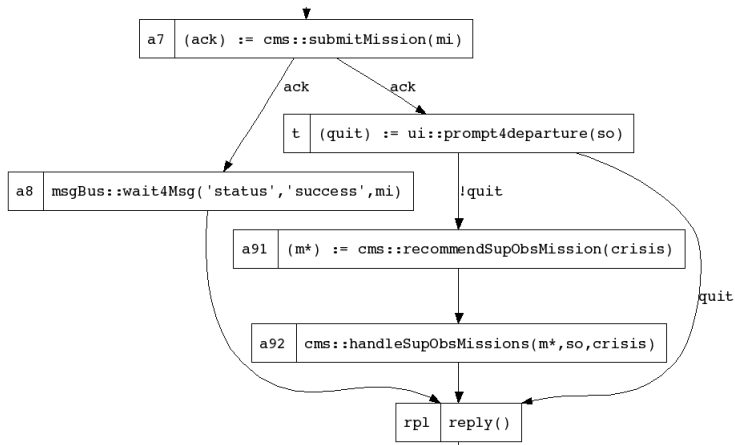 a7 (ack) := cms::submitMission(mi)
ack
ack
t (quit) := ui::prompt4departure(so)
a8 msgBus::wait4Msg('status','success',mi)
!quit
a91 (m*) := cms::recommendSupObsMission(crisis)
quit
a92 cms::handleSupObsMissions(m*,so,crisis)
rpl reply()